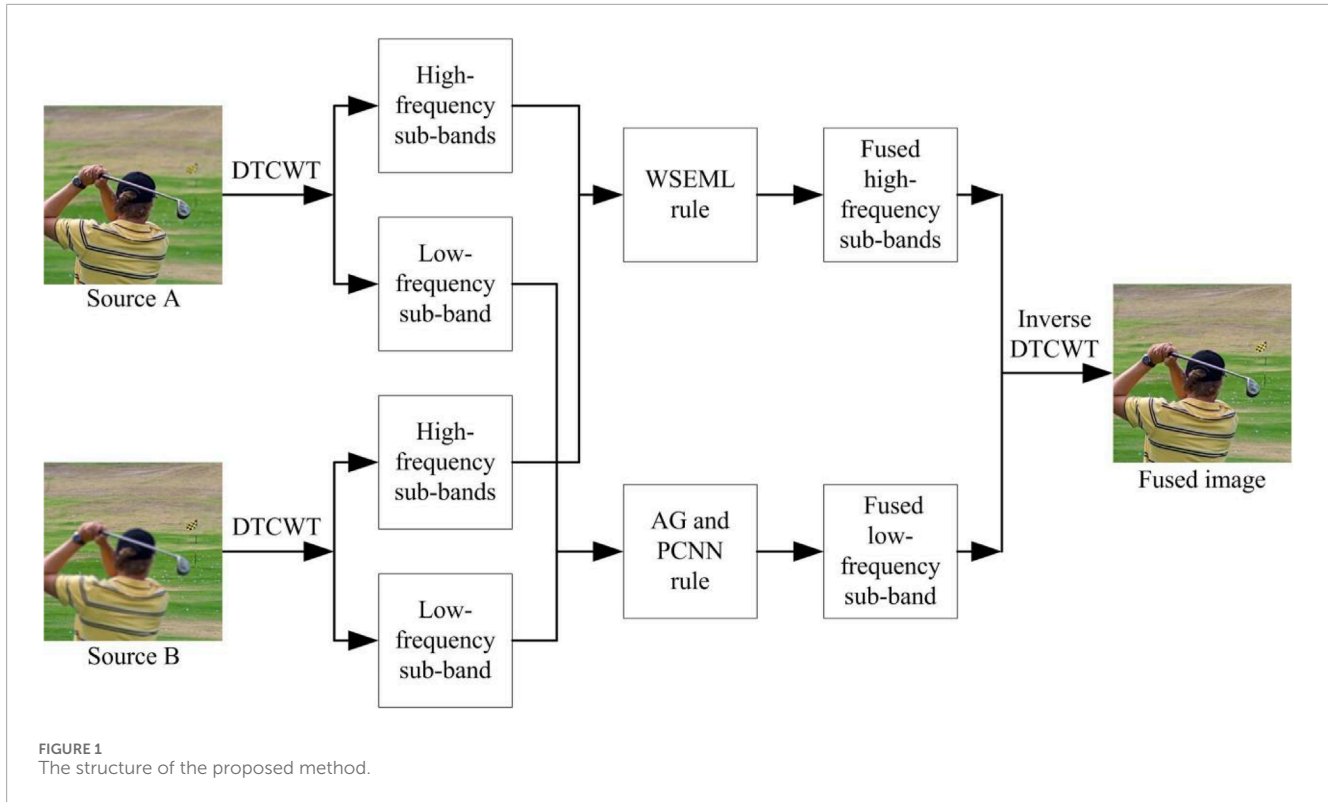 High-
frequency
sub-bands
DTCWT
Source A
Low-
frequency
sub-band
WSEML
rule
Fused
high-
frequency
sub-bands
High-
frequency
sub-bands
DTCWT
Source B
Low-
frequency
sub-band
AG and
PCNN
rule
Fused
low-
frequency
sub-band
Inverse
DTCWT
Fused image
FIGURE 1
The structure of the proposed method.